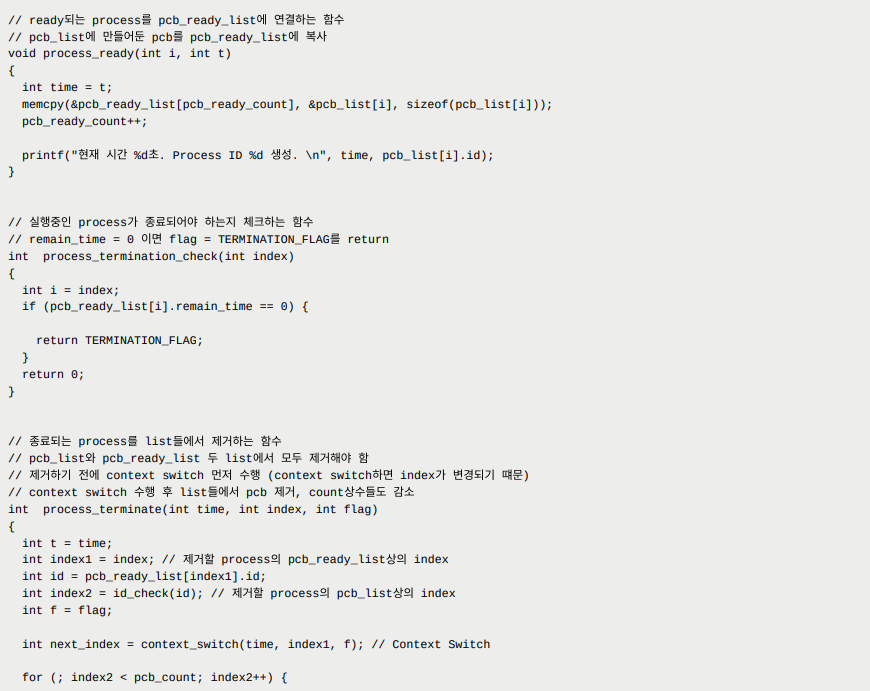 // ready되는 process를 pcb_ready_list에 연결하는 함수
// pcb_list에 만들어둔 pcb를 pcb_ready_list에 복사
void process_ready(int i, int t)
{
  int time = t;
  memcpy(&pcb_ready_list[pcb_ready_count], &pcb_list[i], sizeof(pcb_list[i]));
  pcb_ready_count++;

  printf("현재 시간 %d초. Process ID %d 생성. \n", time, pcb_list[i].id);
}


// 실행중인 process가 종료되어야 하는지 체크하는 함수
// remain_time = 0 이면 flag = TERMINATION_FLAG를 return
int  process_termination_check(int index)
{
  int i = index;
  if (pcb_ready_list[i].remain_time == 0) {

    return TERMINATION_FLAG;
  }
  return 0;
}


// 종료되는 process를 list들에서 제거하는 함수
// pcb_list와 pcb_ready_list 두 list에서 모두 제거해야 함
// 제거하기 전에 context switch 먼저 수행 (context switch하면 index가 변경되기 떄문)
// context switch 수행 후 list들에서 pcb 제거, count상수들도 감소
int  process_terminate(int time, int index, int flag)
{
  int t = time;
  int index1 = index; // 제거할 process의 pcb_ready_list상의 index
  int id = pcb_ready_list[index1].id;
  int index2 = id_check(id); // 제거할 process의 pcb_list상의 index
  int f = flag;

  int next_index = context_switch(time, index1, f); // Context Switch

  for (; index2 < pcb_count; index2++) {